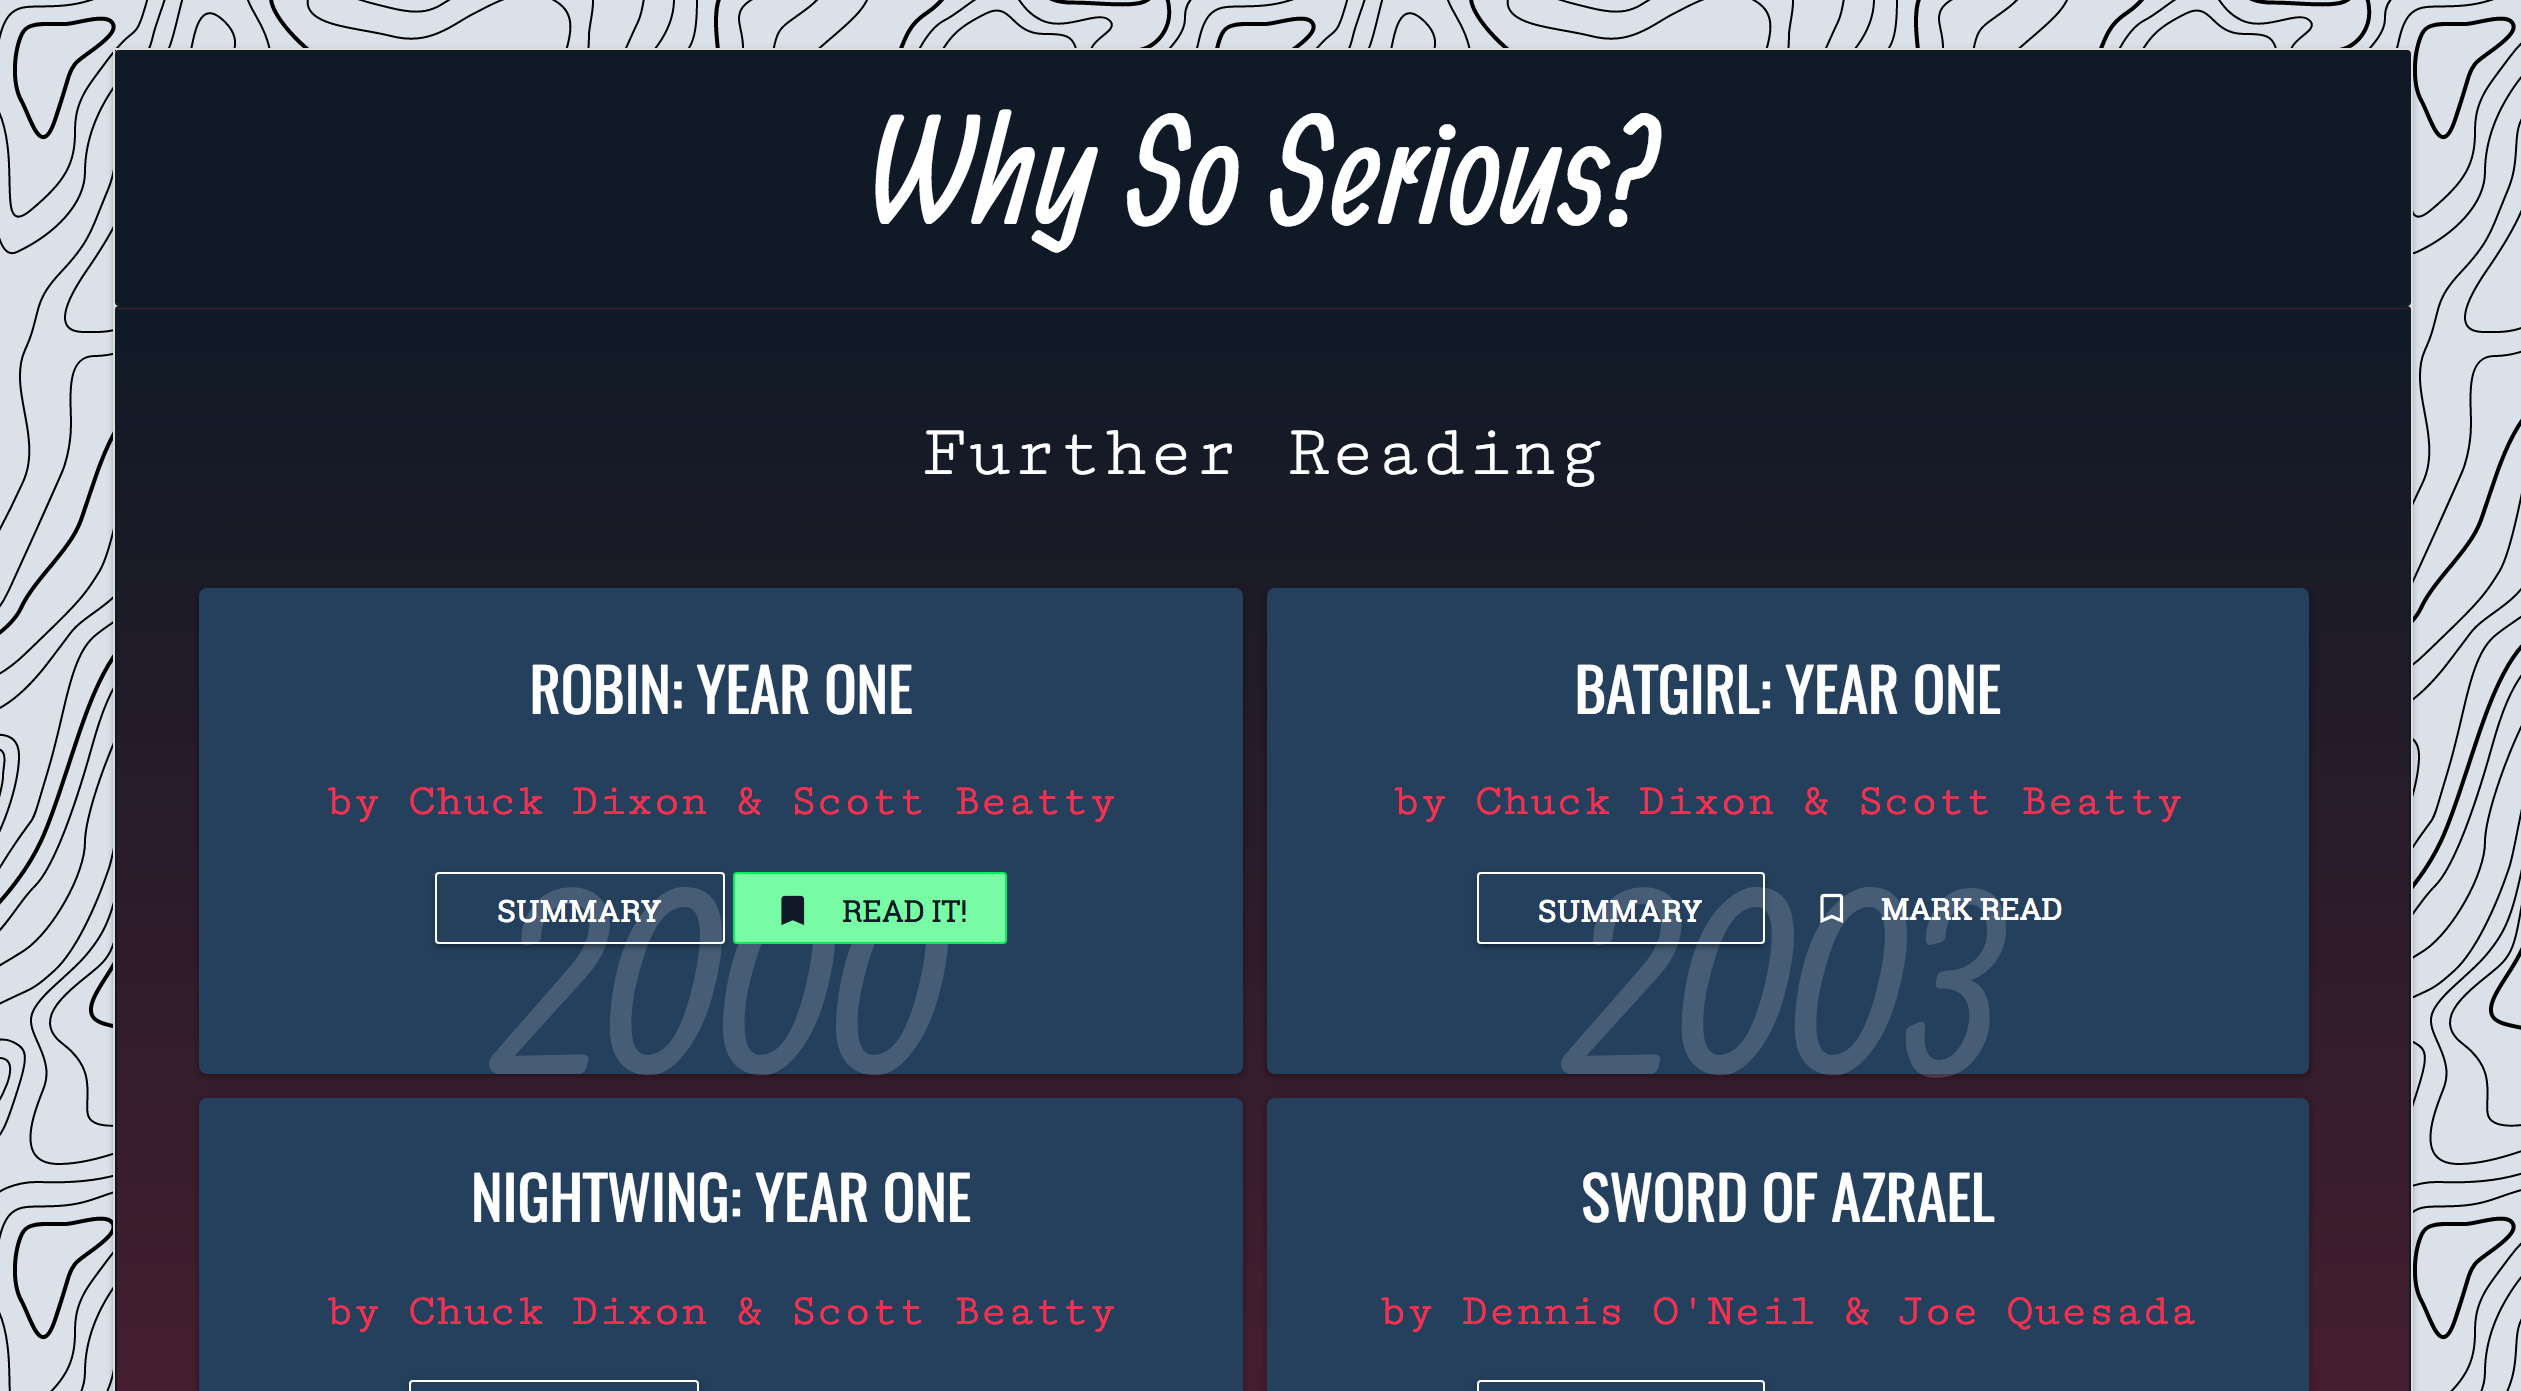 Why So Serious?
Further Reading
ROBIN: YEAR ONE
by Chuck Dixon & Scott Beatty
SUMMARY
READ IT!
2000
BATGIRL: YEAR ONE
by Chuck Dixon & Scott Beatty
SUMMARY
MARK READ
2003
NIGHTWING: YEAR ONE
by Chuck Dixon & Scott Beatty
SWORD OF AZRAEL
by Dennis O'Neil & Joe Quesada